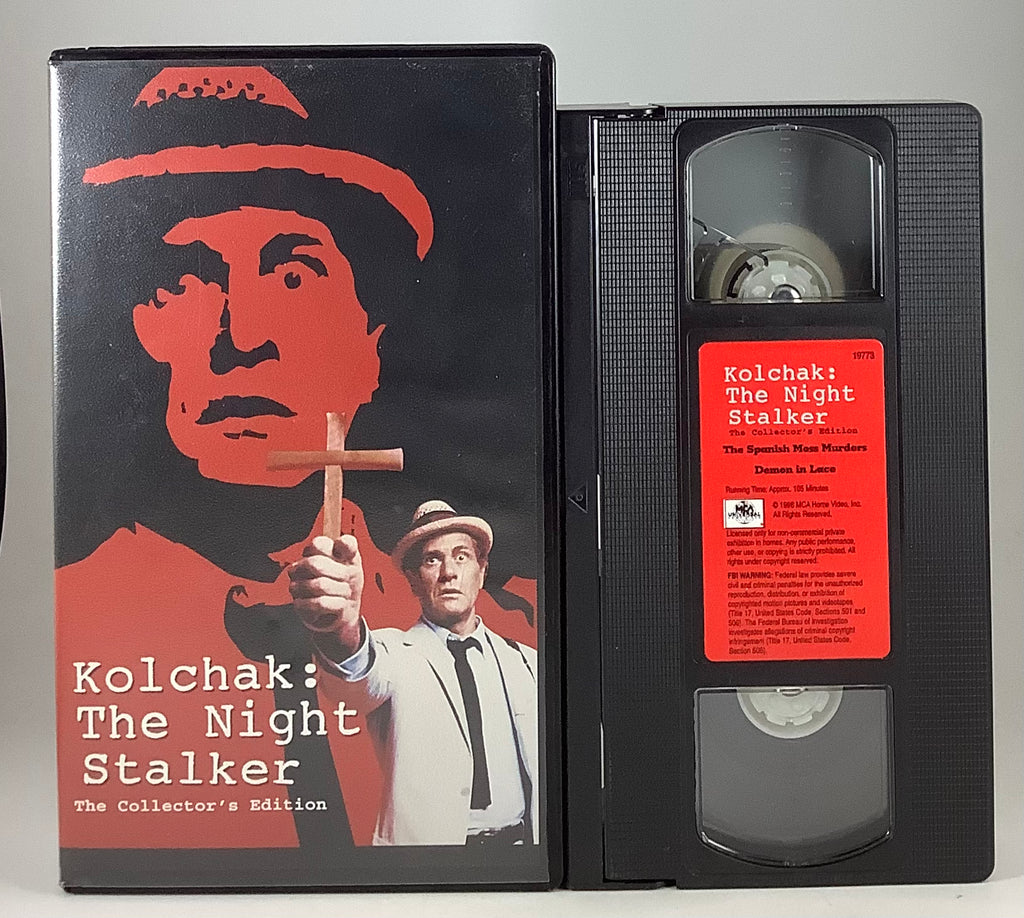 Kolchak:
The Night
Stalker
The Collector's Edition
19773
Kolchak:
The Night
Stalker
The Collector's Edition
The Spanish Moss Murders
Demon in Lace
Running Time: Approx. 105 Minutes
MCA
UNIVERSAL
© 1996 MCA Home Video, Inc.
All Rights Reserved.
Licensed only for non-commercial private
exhibition in homes. Any public performance,
other use, or copying is strictly prohibited. All
rights under copyright reserved.
FBI WARNING: Federal law provides severe
civil and criminal penalties for the unauthorized
reproduction, distribution, or exhibition of
copyrighted motion pictures and videotapes
(Title 17, United States Code, Sections 501 and
506). The Federal Bureau of Investigation
investigates allegations of criminal copyright
infringement (Title 17, United States Code,
Section 506).